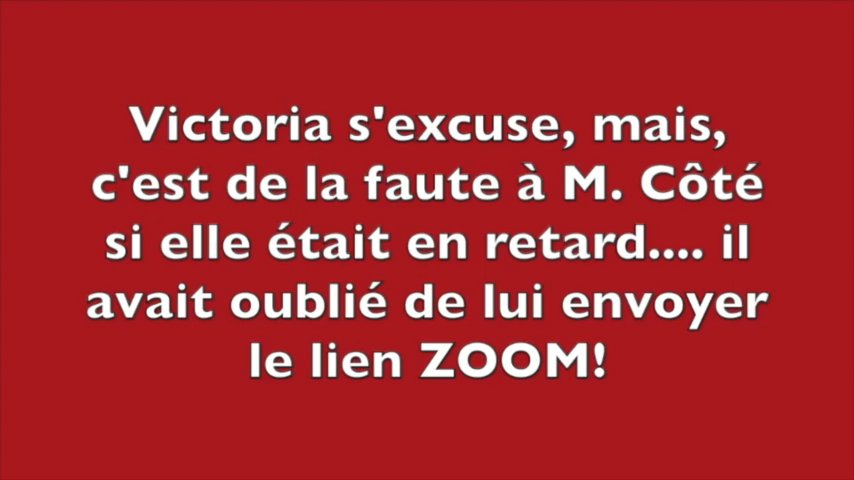 Victoria s'excuse, mais,
c'est de la faute à M. Côté
si elle était en retard.... il
avait oublié de lui envoyer
le lien ZOOM!